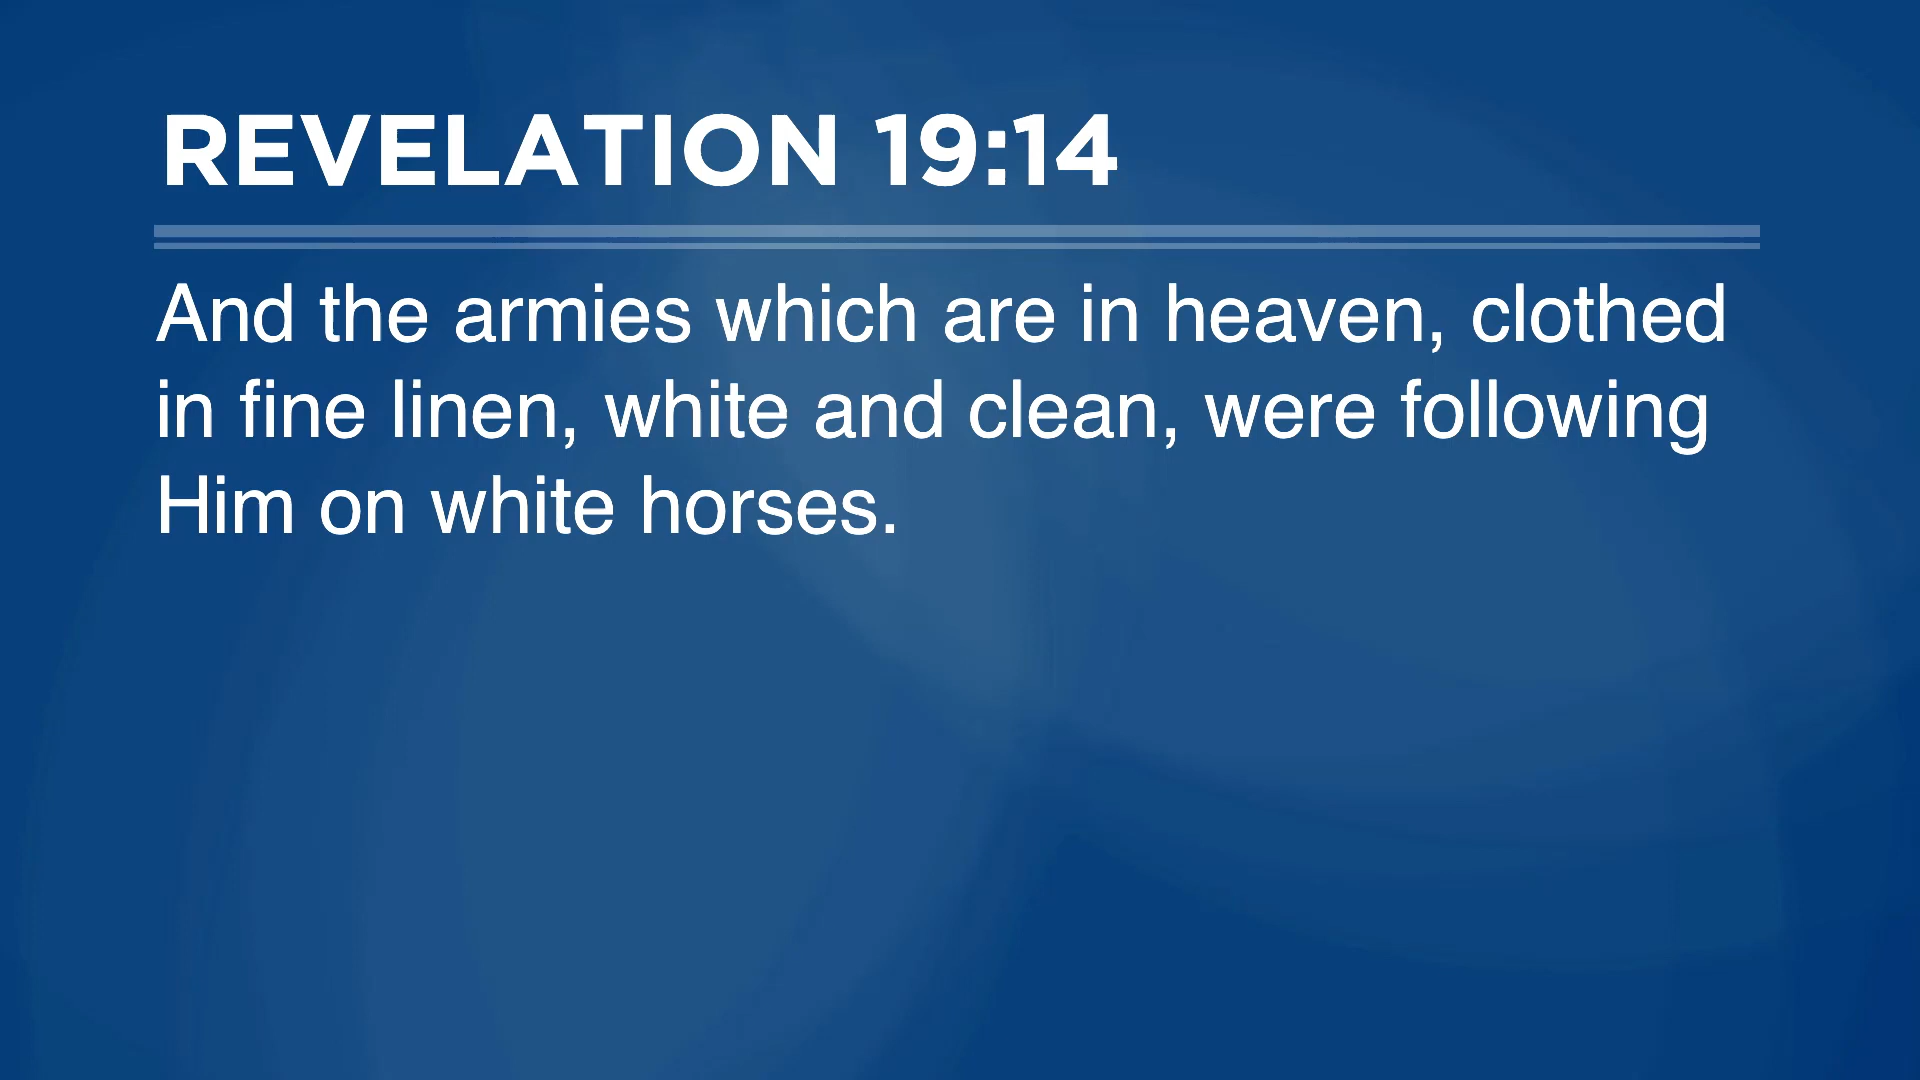 REVELATION 19:14
And the armies which are in heaven, clothed
in fine linen, white and clean, were following
Him on white horses.